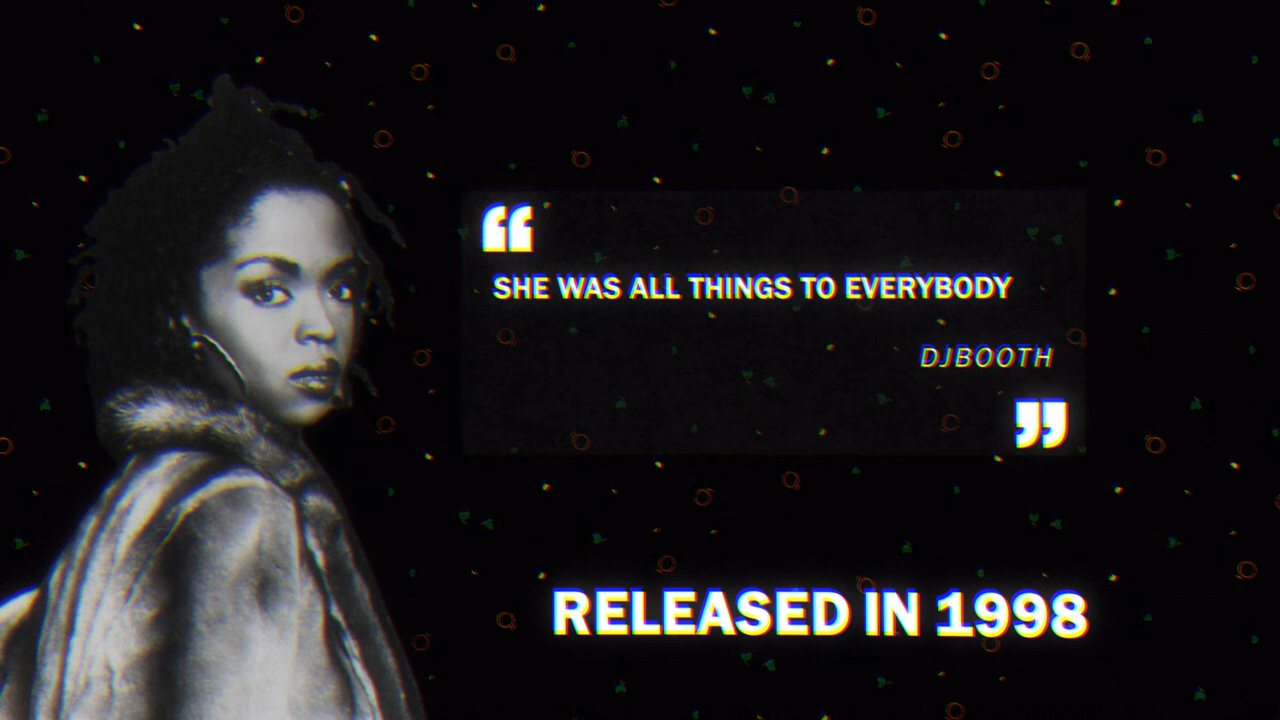 “
SHE WAS ALL THINGS TO EVERYBODY
DJBOOTH
”
RELEASED IN 1998